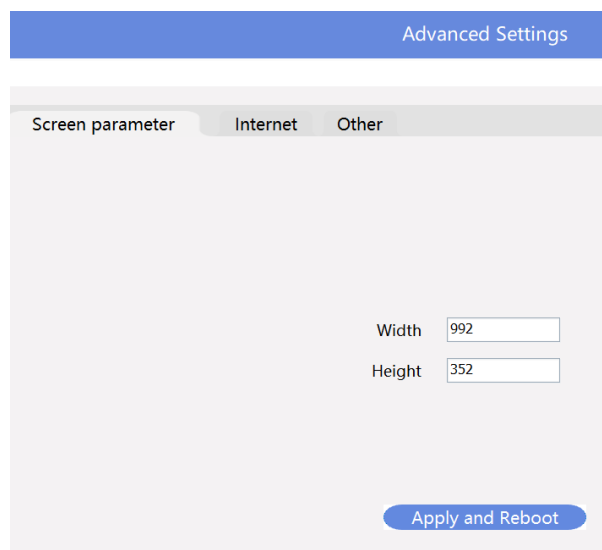 Advanced Settings
Screen parameter Internet Other
Width 992
Height 352
Apply and Reboot